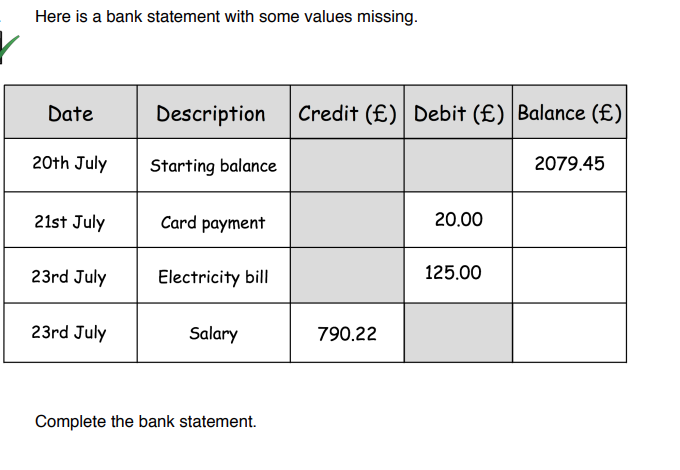 Here is a bank statement with some values missing.
Date Description Credit (£) Debit (£) Balance (£)
20th July Starting balance 2079.45
21st July Card payment 20.00
23rd July Electricity bill 125.00
23rd July Salary 790.22
Complete the bank statement.